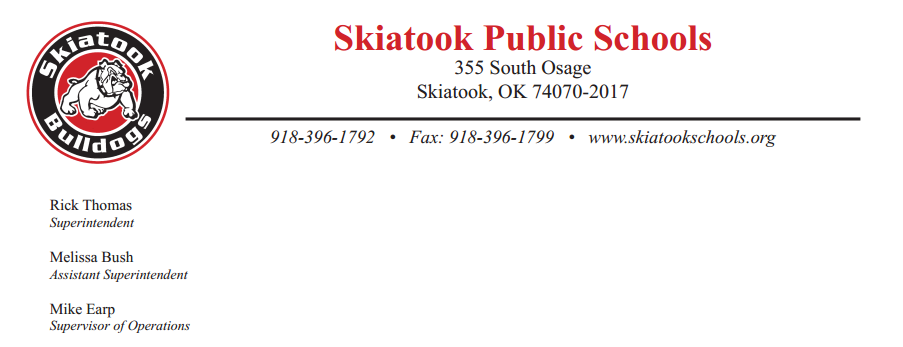 Skiatook
Bulldogs
Skiatook Public Schools
355 South Osage
Skiatook, OK 74070-2017
918-396-1792 • Fax: 918-396-1799 • www.skiatookschools.org
Rick Thomas
Superintendent
Melissa Bush
Assistant Superintendent
Mike Earp
Supervisor of Operations